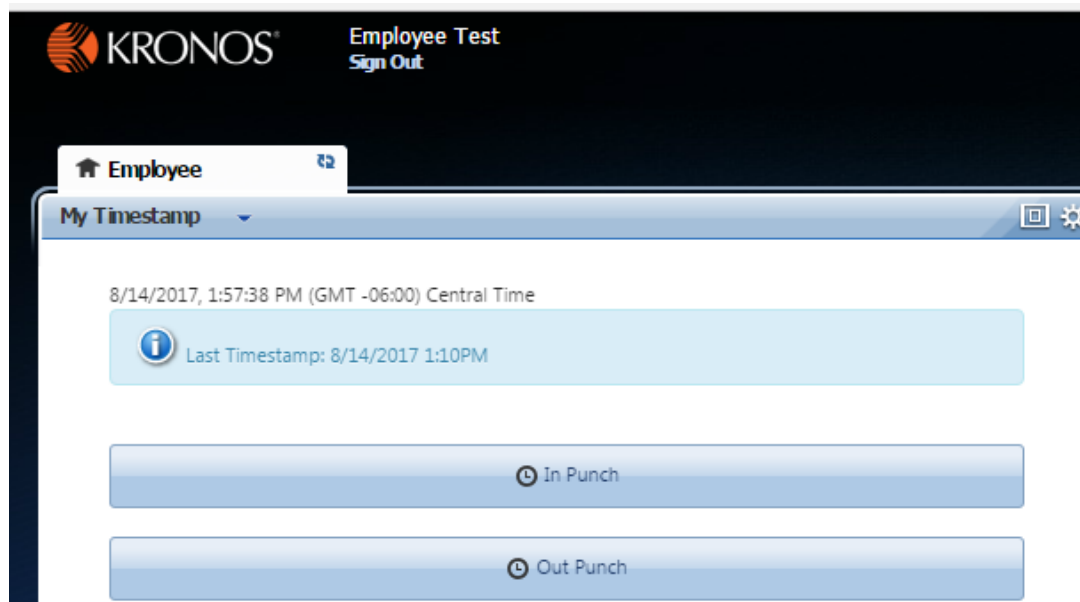 KRONOS®
Employee Test
Sign Out
Employee
My Timestamp
8/14/2017, 1:57:38 PM (GMT -06:00) Central Time
Last Timestamp: 8/14/2017 1:10PM
In Punch
Out Punch